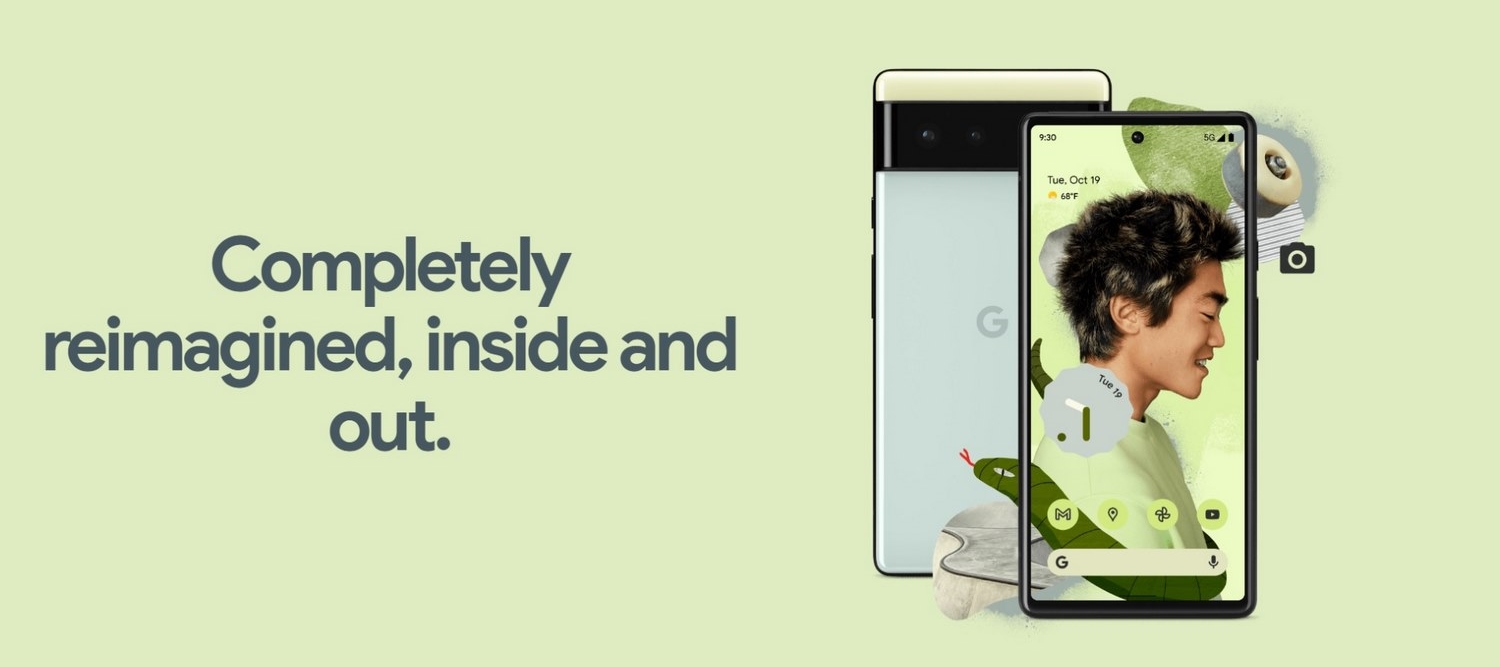 Completely
reimagined, inside and
out.
9:30
5G
Tue, Oct 19
68°F
G
Tue 19
G